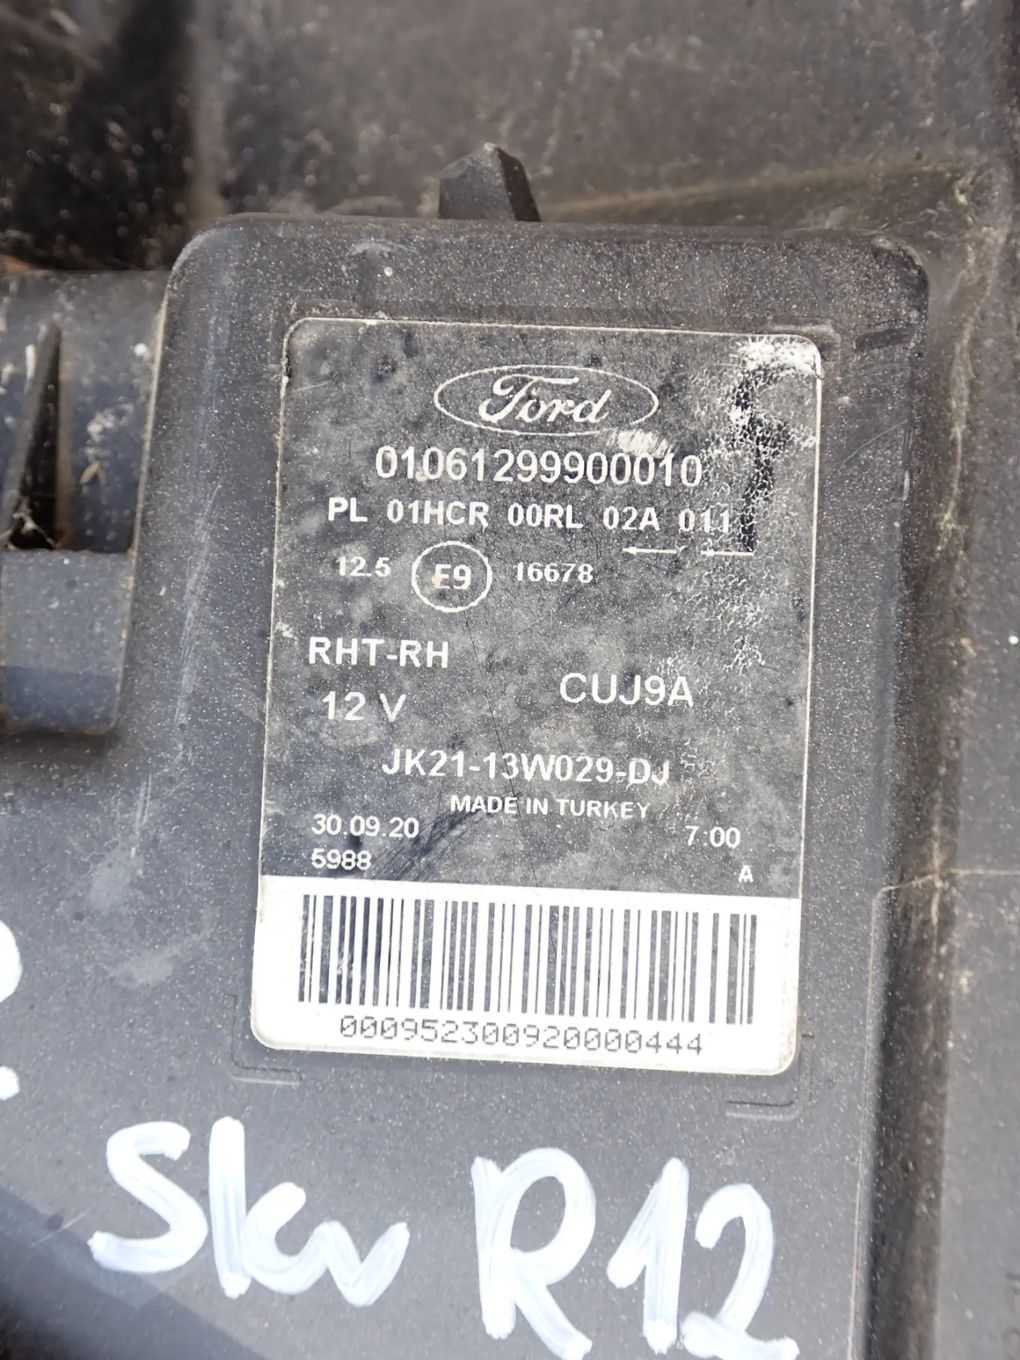 Ford
01061299900010
PL 01HCR 00RL 02A 011
12.5 E9 16678
RHT-RH
12 V CUJ9A
JK21-13W029-DJ
MADE IN TURKEY
30.09.20 7:00
5988 A
000952300920000444
Skv R12